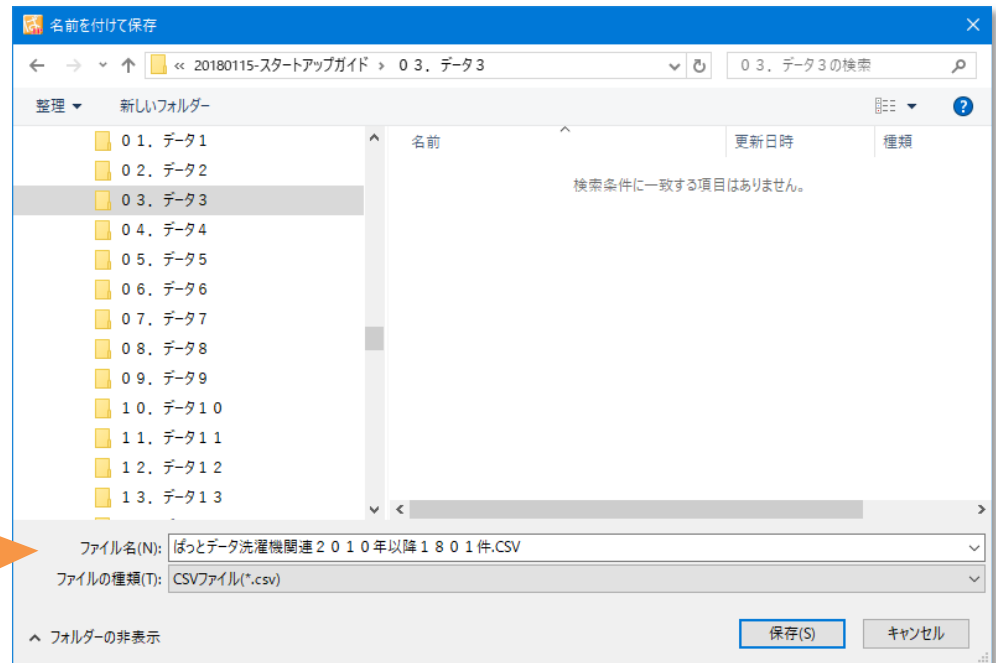 名前を付けて保存
« 20180115-スタートアップガイド › ０３．データ３
０３．データ３の検索
整理 ▼ 新しいフォルダー
名前 更新日時 種類
検索条件に一致する項目はありません。
０１．データ１
０２．データ２
０３．データ３
０４．データ４
０５．データ５
０６．データ６
０７．データ７
０８．データ８
０９．データ９
１０．データ１０
１１．データ１１
１２．データ１２
１３．データ１３
ファイル名(N): ぱっとデータ洗濯機関連２０１０年以降１８０１件.CSV
ファイルの種類(T): CSVファイル(*.csv)
フォルダーの非表示
保存(S) キャンセル